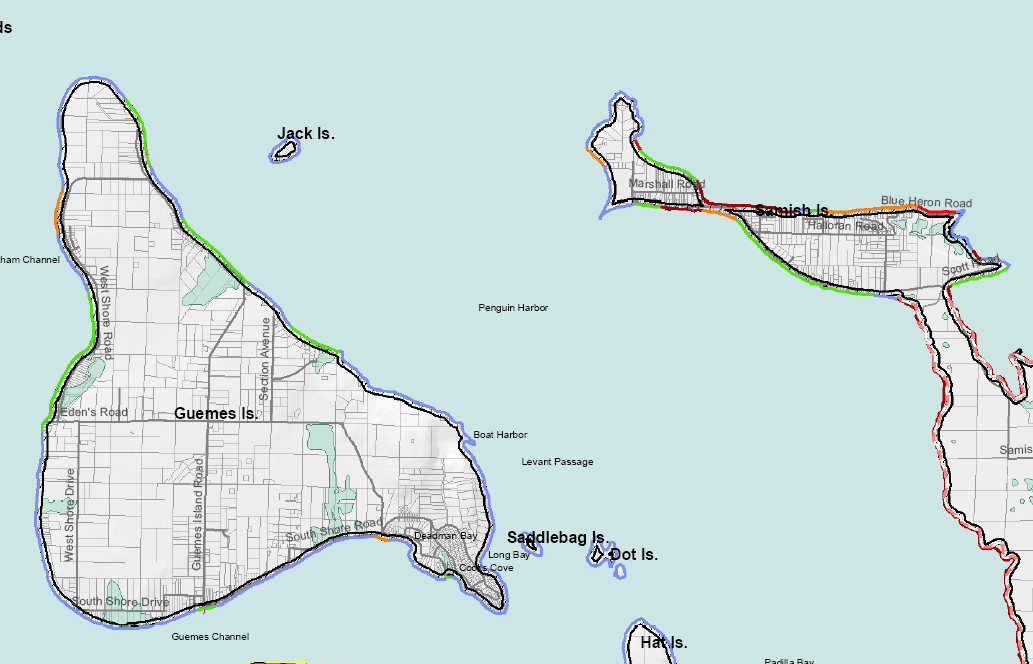 ds
Jack Is.
Marshall Road
Samish Is.
Blue Heron Road
Halloran Road
Scott Road
ham Channel
West Shore Road
Penguin Harbor
Section Avenue
Eden's Road
Guemes Is.
Boat Harbor
Samis
Levant Passage
West Shore Drive
Guemes Island Road
South Shore Road
Deadman Bay
Saddlebag Is.
Long Bay
Dot Is.
Cooks Cove
South Shore Drive
Guemes Channel
Hat Is.
Padilla Bay